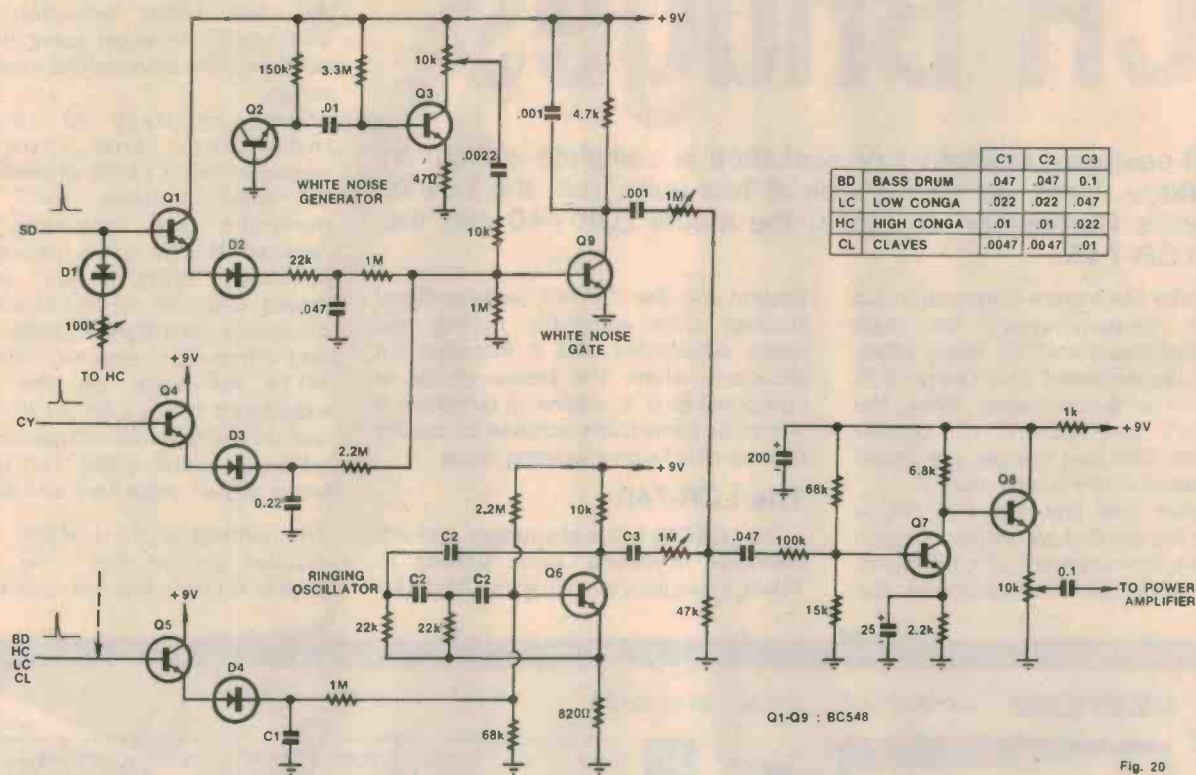 +9V
150k
3.3M
10k
Q2
.01
Q3
.001
4.7k
.0022
47Ω
WHITE NOISE
GENERATOR
.001
1M
Q1
SD
D1
D2
22k
1M
10k
Q9
.047
1M
WHITE NOISE
GATE
100k
TO HC
+9V
CY
Q4
D3
2.2M
0.22
C1 C2 C3
BD BASS DRUM .047 .047 0.1
LC LOW CONGA .022 .022 .047
HC HIGH CONGA .01 .01 .022
CL CLAVES .0047 .0047 .01
+9V
2.2M
10k
C2
C3
1M
.047
100k
RINGING
OSCILLATOR
C2
C2
Q6
22k
22k
47k
+
200
-
68k
6.8k
1k
+9V
Q8
Q7
0.1
10k
TO POWER
AMPLIFIER
15k
+
25
2.2k
+9V
BD
HC
LC
CL
Q5
D4
1M
C1
68k
820Ω
Q1-Q9 : BC548
Fig. 20